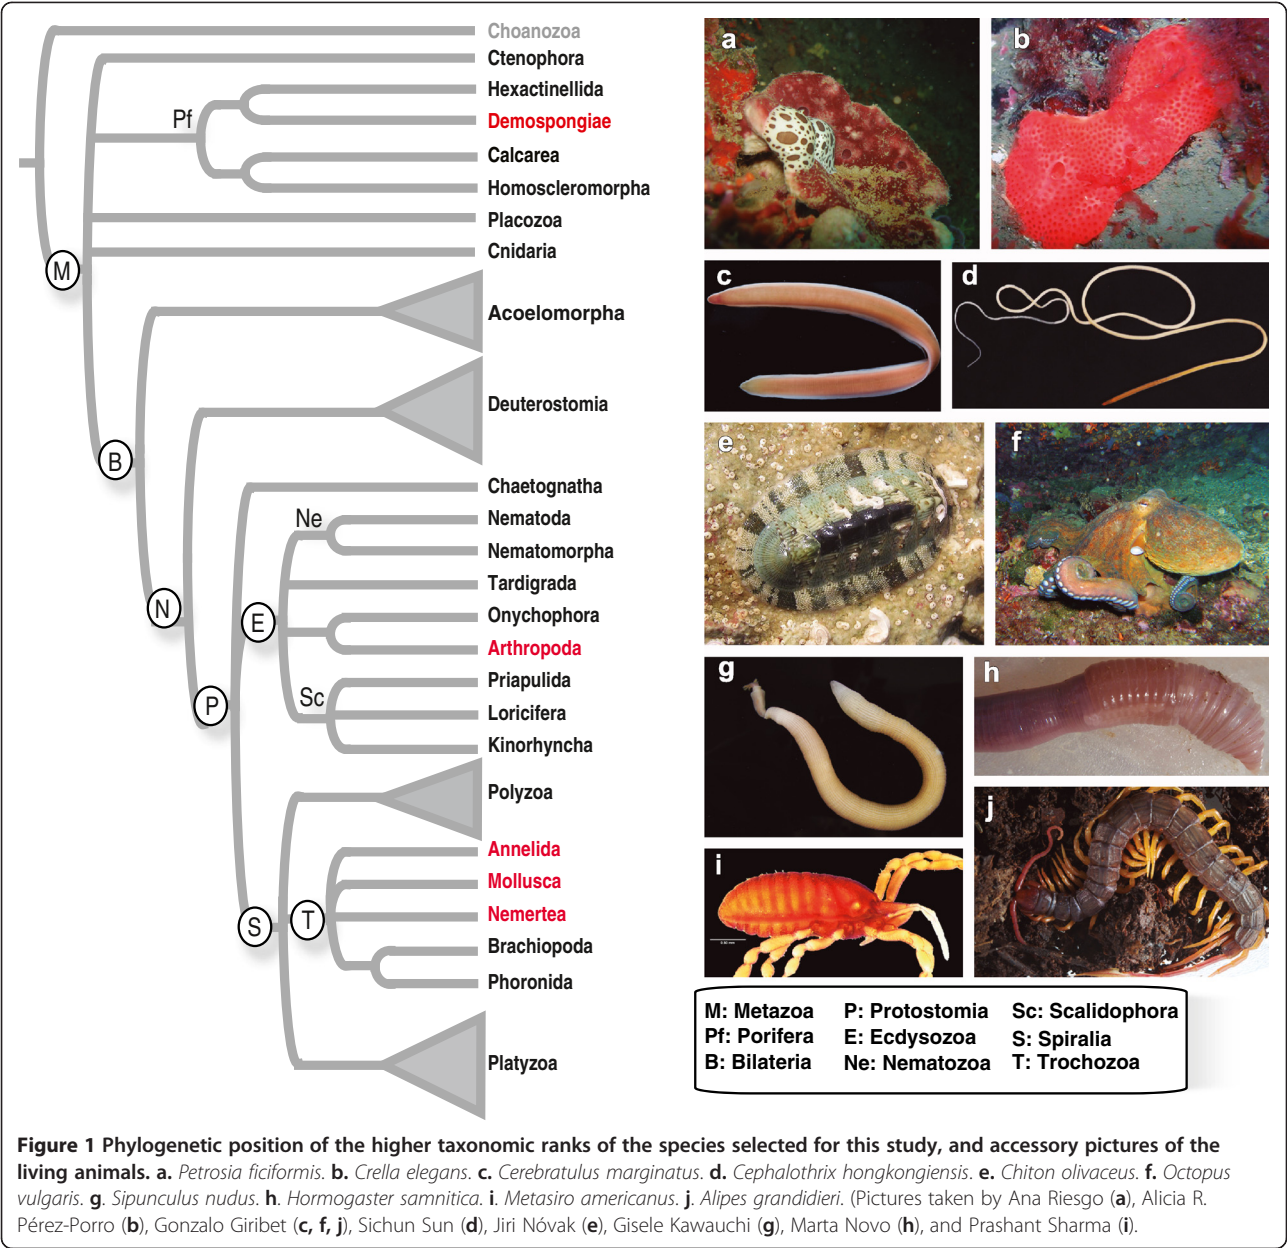 Choanozoa
Ctenophora
Hexactinellida
Pf
Demospongiae
Calcarea
Homoscleromorpha
Placozoa
Cnidaria
M
Acoelomorpha
Deuterostomia
B
Chaetognatha
Ne
Nematoda
Nematomorpha
Tardigrada
N
E
Onychophora
Arthropoda
Priapulida
Sc
P
Loricifera
Kinorhyncha
Polyzoa
Annelida
Mollusca
Nemertea
S
T
Brachiopoda
Phoronida
Platyzoa
a
b
c
d
e
f
g
h
i
j
M: Metazoa P: Protostomia Sc: Scalidophora
Pf: Porifera E: Ecdysozoa S: Spiralia
B: Bilateria Ne: Nematozoa T: Trochozoa
Figure 1 Phylogenetic position of the higher taxonomic ranks of the species selected for this study, and accessory pictures of the
living animals. a. Petrosia ficiformis. b. Crella elegans. c. Cerebratulus marginatus. d. Cephalothrix hongkongiensis. e. Chiton olivaceus. f. Octopus
vulgaris. g. Sipunculus nudus. h. Hormogaster samnitica. i. Metasiro americanus. j. Alipes grandidieri. (Pictures taken by Ana Riesgo (a), Alicia R.
Pérez-Porro (b), Gonzalo Giribet (c, f, j), Sichun Sun (d), Jiri Nóvak (e), Gisele Kawauchi (g), Marta Novo (h), and Prashant Sharma (i).